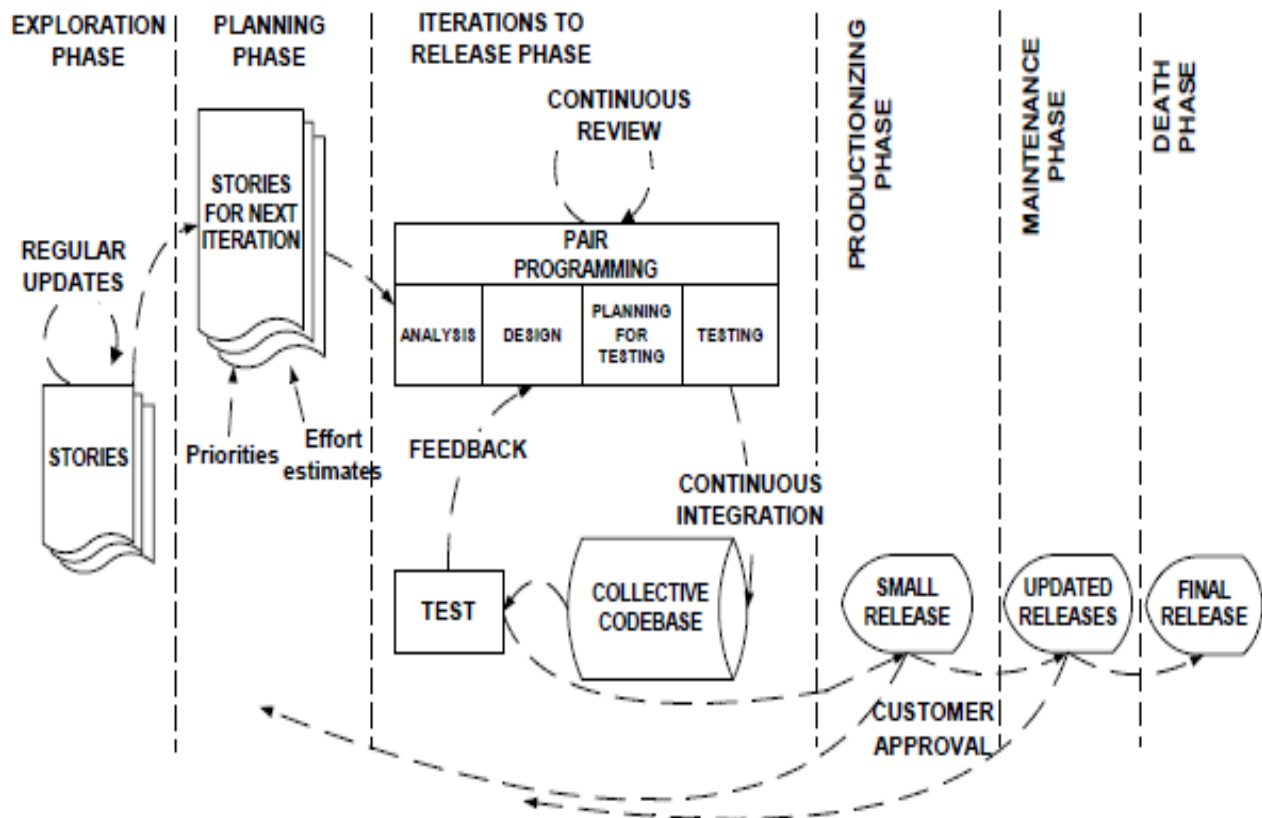 EXPLORATION
PHASE
PLANNING
PHASE
ITERATIONS TO
RELEASE PHASE
PRODUCTIONIZING
PHASE
MAINTENANCE
PHASE
DEATH
PHASE
CONTINUOUS
REVIEW
STORIES
FOR NEXT
ITERATION
REGULAR
UPDATES
PAIR
PROGRAMMING
ANALYSIS
DESIGN
PLANNING
FOR
TESTING
TESTING
STORIES
Priorities
Effort
estimates
FEEDBACK
CONTINUOUS
INTEGRATION
TEST
COLLECTIVE
CODEBASE
SMALL
RELEASE
UPDATED
RELEASES
FINAL
RELEASE
CUSTOMER
APPROVAL